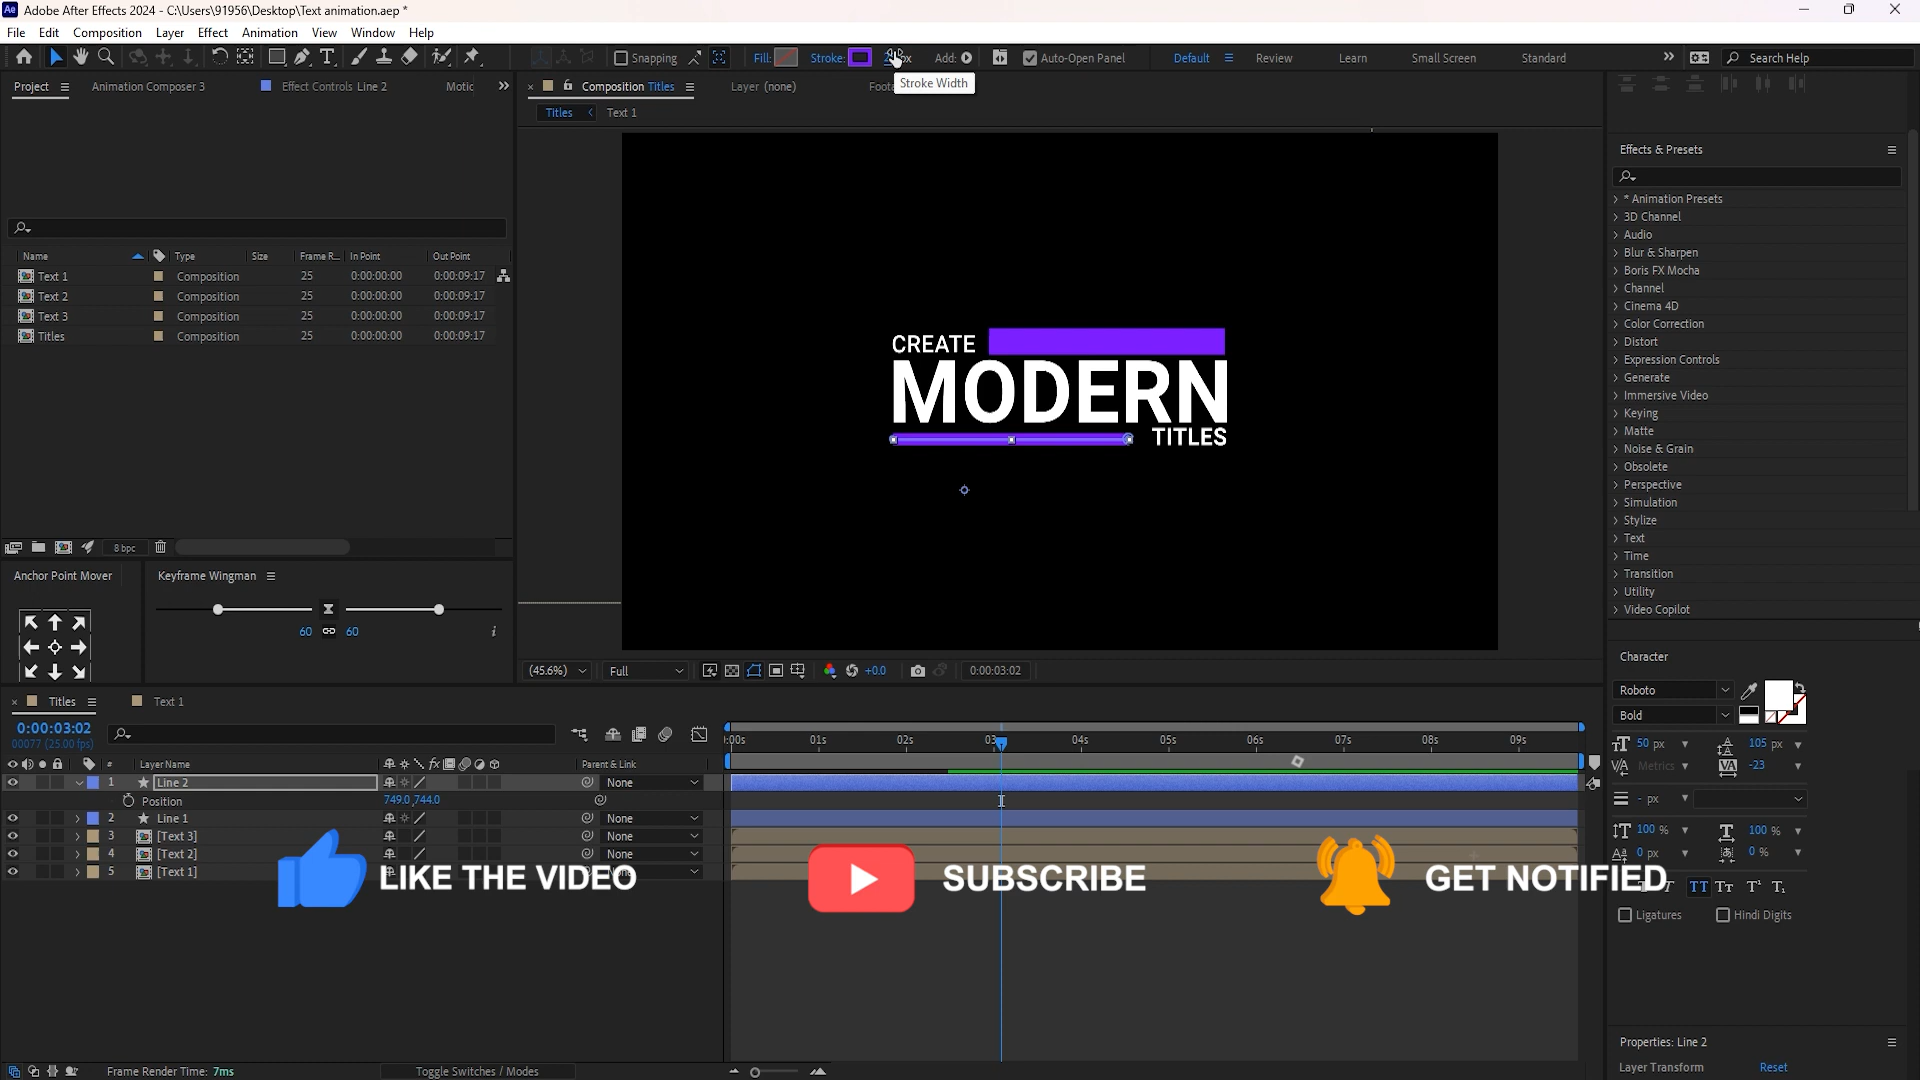 Adobe After Effects 2024 - C:\Users\91956\Desktop\Text animation.aep *
File Edit Composition Layer Effect Animation View Window Help
Snapping Fill: Stroke: px Add: Auto-Open Panel Default Review Learn Small Screen Standard Search Help
Stroke Width
Project Animation Composer 3 Effect Controls Line 2 Motic
Composition Titles Layer (none) Foota
Titles Text 1
Name Type Size Frame R... In Point Out Point
Text 1 Composition 25 0:00:00:00 0:00:09:17
Text 2 Composition 25 0:00:00:00 0:00:09:17
Text 3 Composition 25 0:00:00:00 0:00:09:17
Titles Composition 25 0:00:00:00 0:00:09:17
8 bpc
Anchor Point Mover Keyframe Wingman
60 60
CREATE
MODERN
TITLES
(45.6%) Full +0.0 0:00:03:02
Effects & Presets
* Animation Presets
3D Channel
Audio
Blur & Sharpen
Boris FX Mocha
Channel
Cinema 4D
Color Correction
Distort
Expression Controls
Generate
Immersive Video
Keying
Matte
Noise & Grain
Obsolete
Perspective
Simulation
Stylize
Text
Time
Transition
Utility
Video Copilot
Character
Roboto
Bold
50 px 105 px
Metrics -23
- px
100 % 100 %
0 px 0 %
TT Tт T¹ T₁
Ligatures Hindi Digits
Properties: Line 2
Layer Transform Reset
Titles Text 1
0:00:03:02
00077 (25.00 fps)
:00s 01s 02s 03 04s 05s 06s 07s 08s 09s
# Layer Name Parent & Link
1 Line 2 None
Position 749.0,744.0
2 Line 1 None
3 [Text 3] None
4 [Text 2] None
5 [Text 1]
LIKE THE VIDEO
SUBSCRIBE
GET NOTIFIED
Frame Render Time: 7ms Toggle Switches / Modes